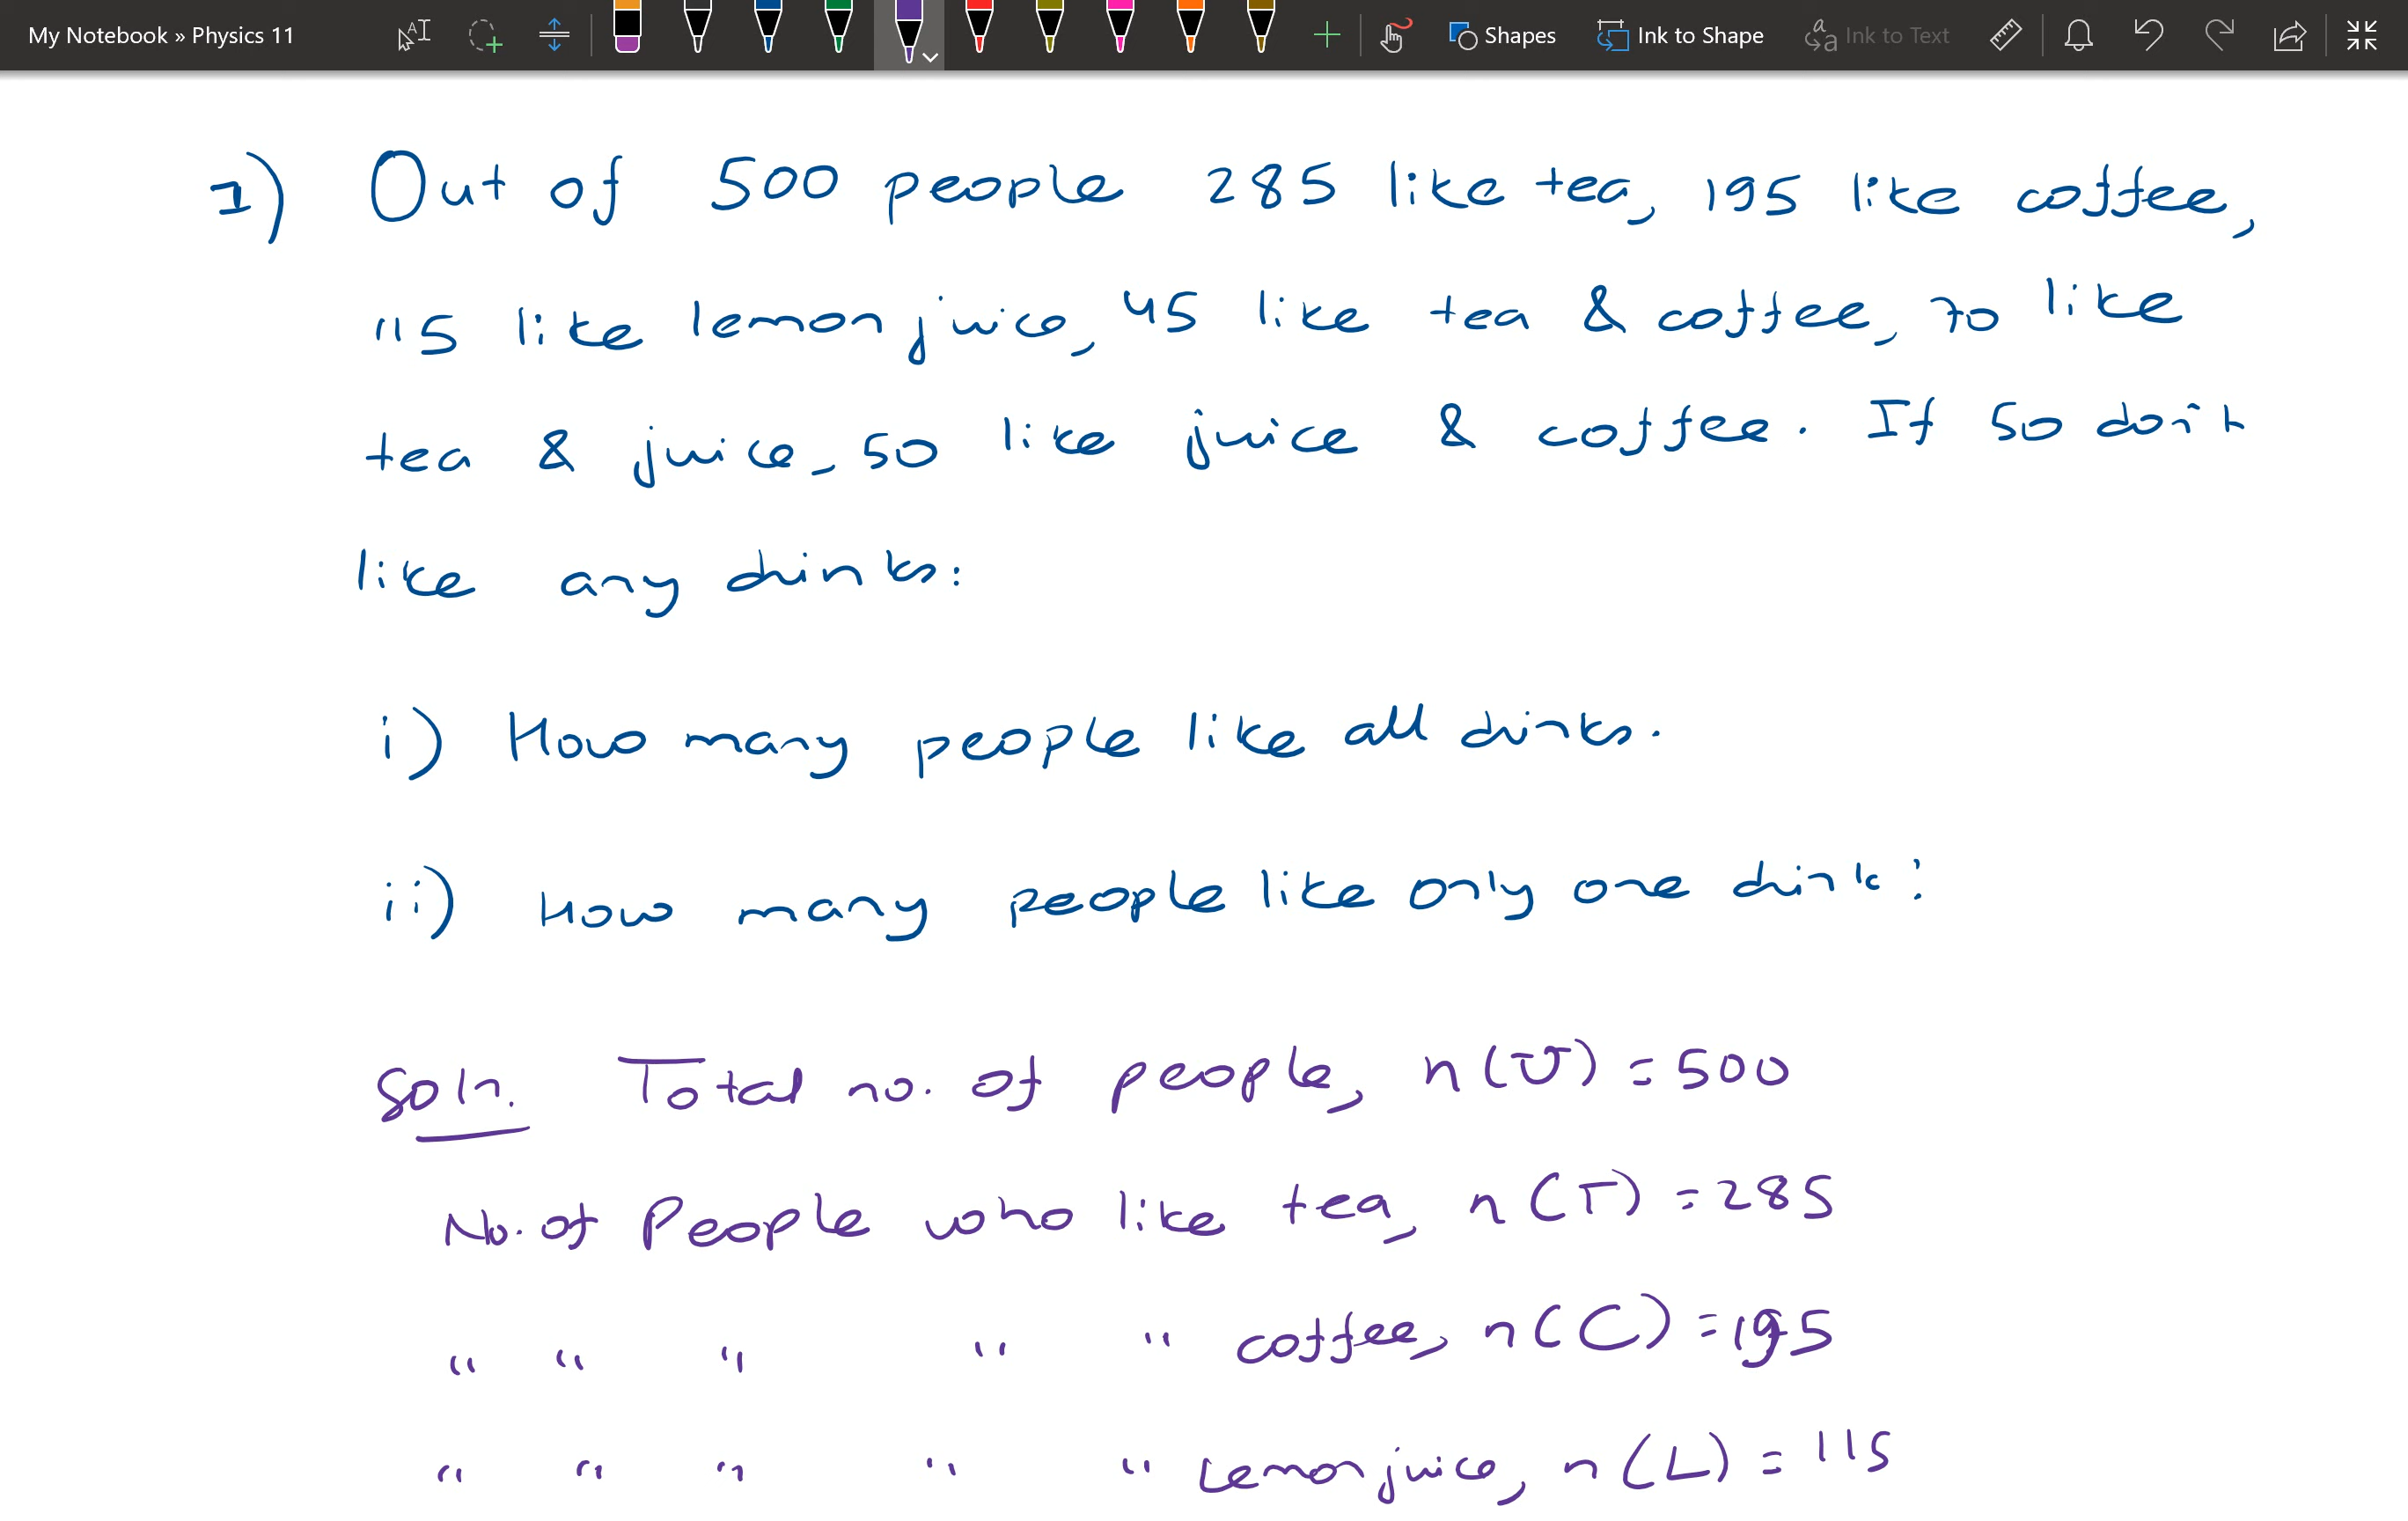 My Notebook » Physics 11 Shapes Ink to Shape Ink to Text
1) Out of 500 people 285 like tea, 195 like coffee,
115 like lemon juice, 45 like tea & coffee, 70 like
tea & juice, 50 like juice & coffee. If 50 don't
like any drinks:
i) How many people like all drinks.
ii) How many people like only one drink:
Soln. Total no. of people, n(U) = 500
No. of People who like tea, n(T) = 285
" " " " " coffee, n(C) = 195
" " " " " Lemon juice, n(L) = 115